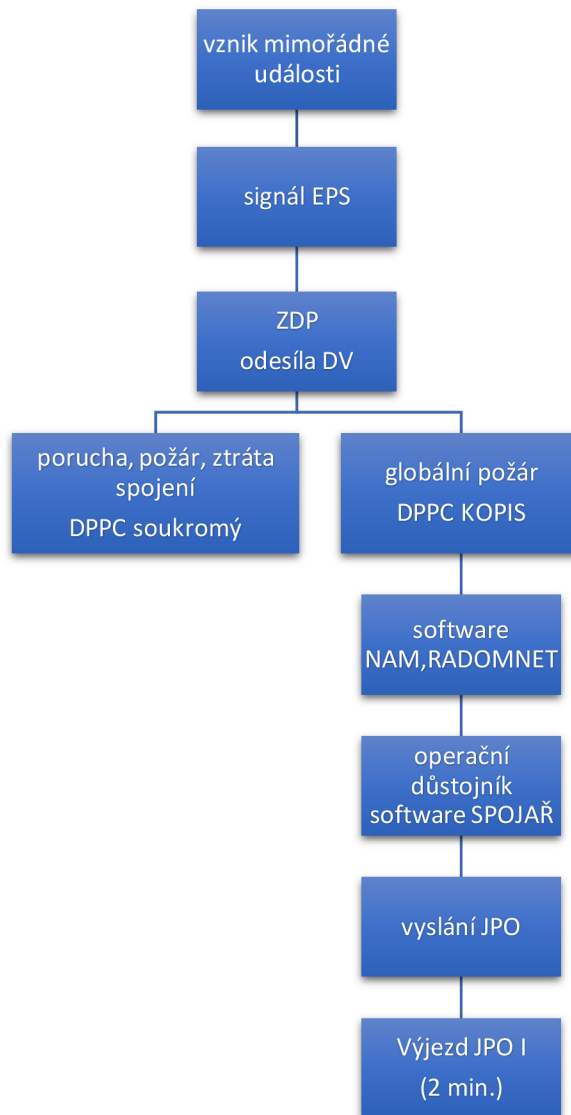 vznik mimořádné
události
signál EPS
ZDP
odesíla DV
porucha, požár, ztráta
spojení
DPPC soukromý
globální požár
DPPC KOPIS
software
NAM,RADOMNET
operační
důstojník
software SPOJAŘ
vyslání JPO
Výjezd JPO I
(2 min.)